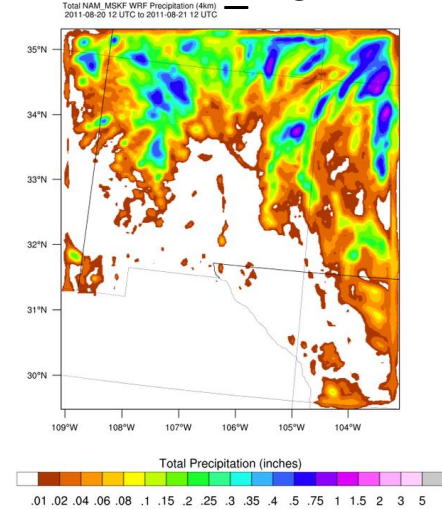 Total NAM_MSKF WRF Precipitation (4km)
2011-08-20 12 UTC to 2011-08-21 12 UTC
35°N
34°N
33°N
32°N
31°N
30°N
109°W 108°W 107°W 106°W 105°W 104°W
Total Precipitation (inches)
.01 .02 .04 .06 .08 .1 .15 .2 .25 .3 .35 .4 .5 .75 1 1.5 2 3 5